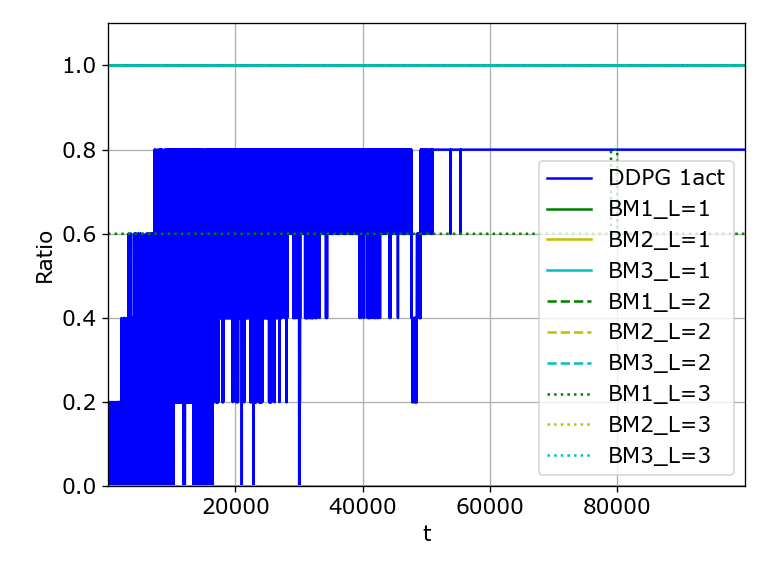 1.0
0.8
0.6
0.4
0.2
0.0
Ratio
20000 40000 60000 80000
t
DDPG 1act
BM1_L=1
BM2_L=1
BM3_L=1
BM1_L=2
BM2_L=2
BM3_L=2
BM1_L=3
BM2_L=3
BM3_L=3